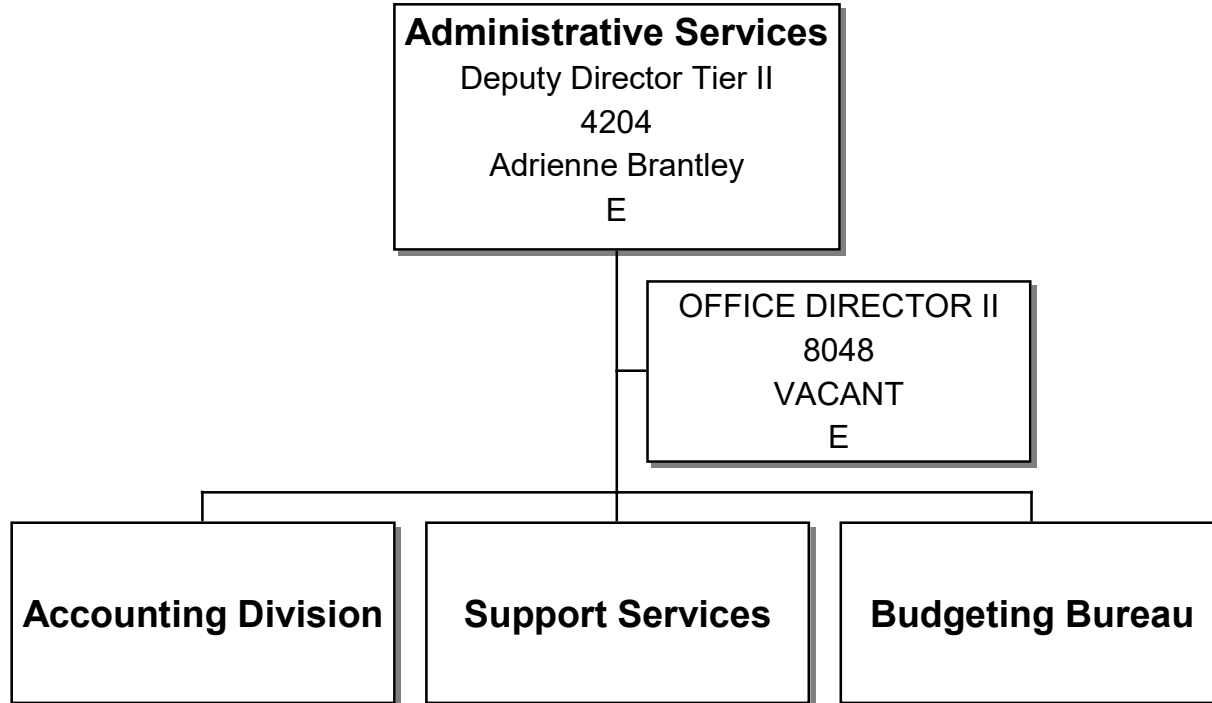 Administrative Services
Deputy Director Tier II
4204
Adrienne Brantley
E
OFFICE DIRECTOR II
8048
VACANT
E
Accounting Division
Support Services
Budgeting Bureau